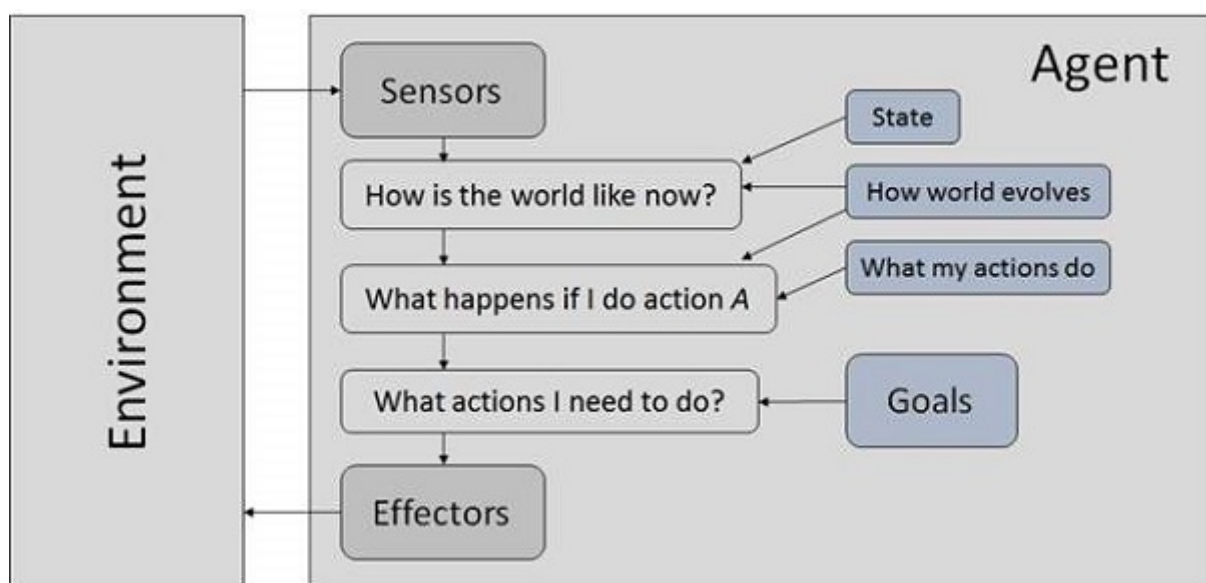 Environment
Agent
Sensors
State
How is the world like now?
How world evolves
What my actions do
What happens if I do action A
What actions I need to do?
Goals
Effectors